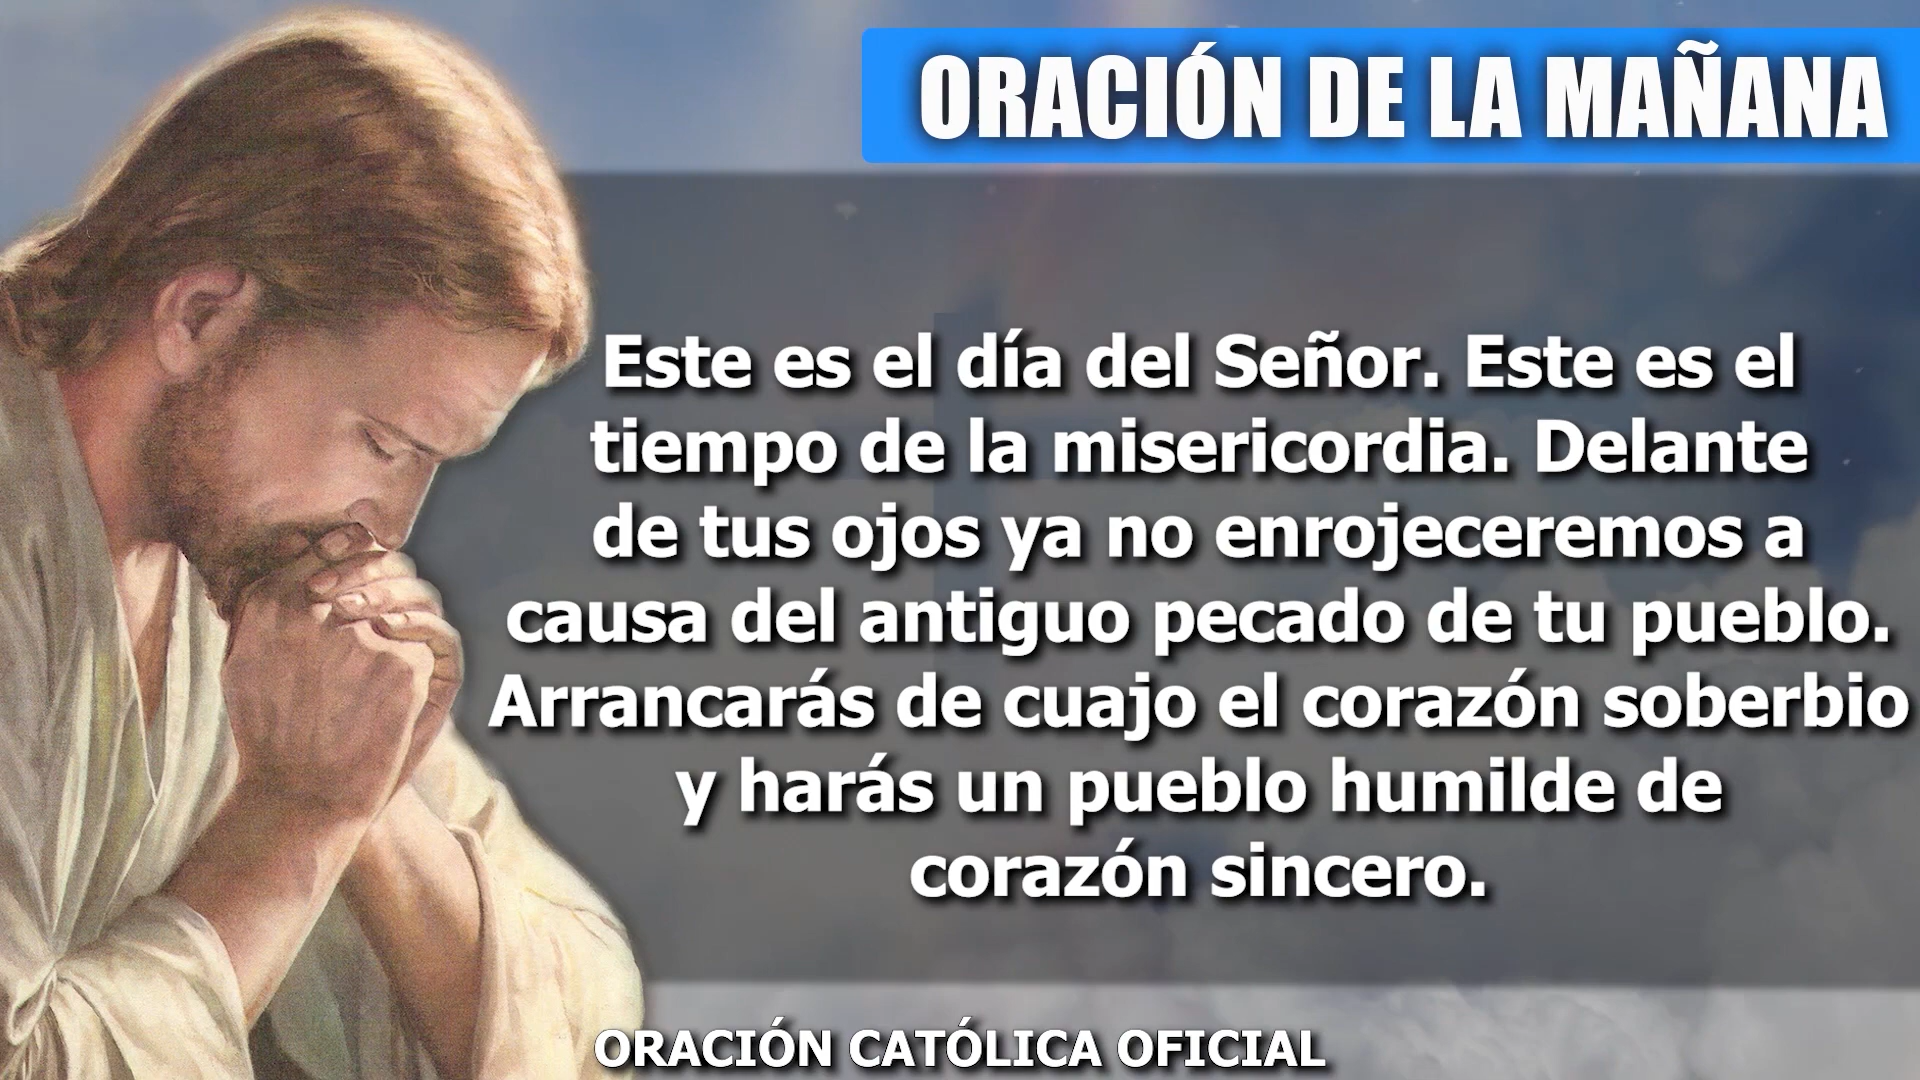 ORACIÓN DE LA MAÑANA
Este es el día del Señor. Este es el
tiempo de la misericordia. Delante
de tus ojos ya no enrojeceremos a
causa del antiguo pecado de tu pueblo.
Arrancarás de cuajo el corazón soberbio
y harás un pueblo humilde de
corazón sincero.
ORACIÓN CATÓLICA OFICIAL